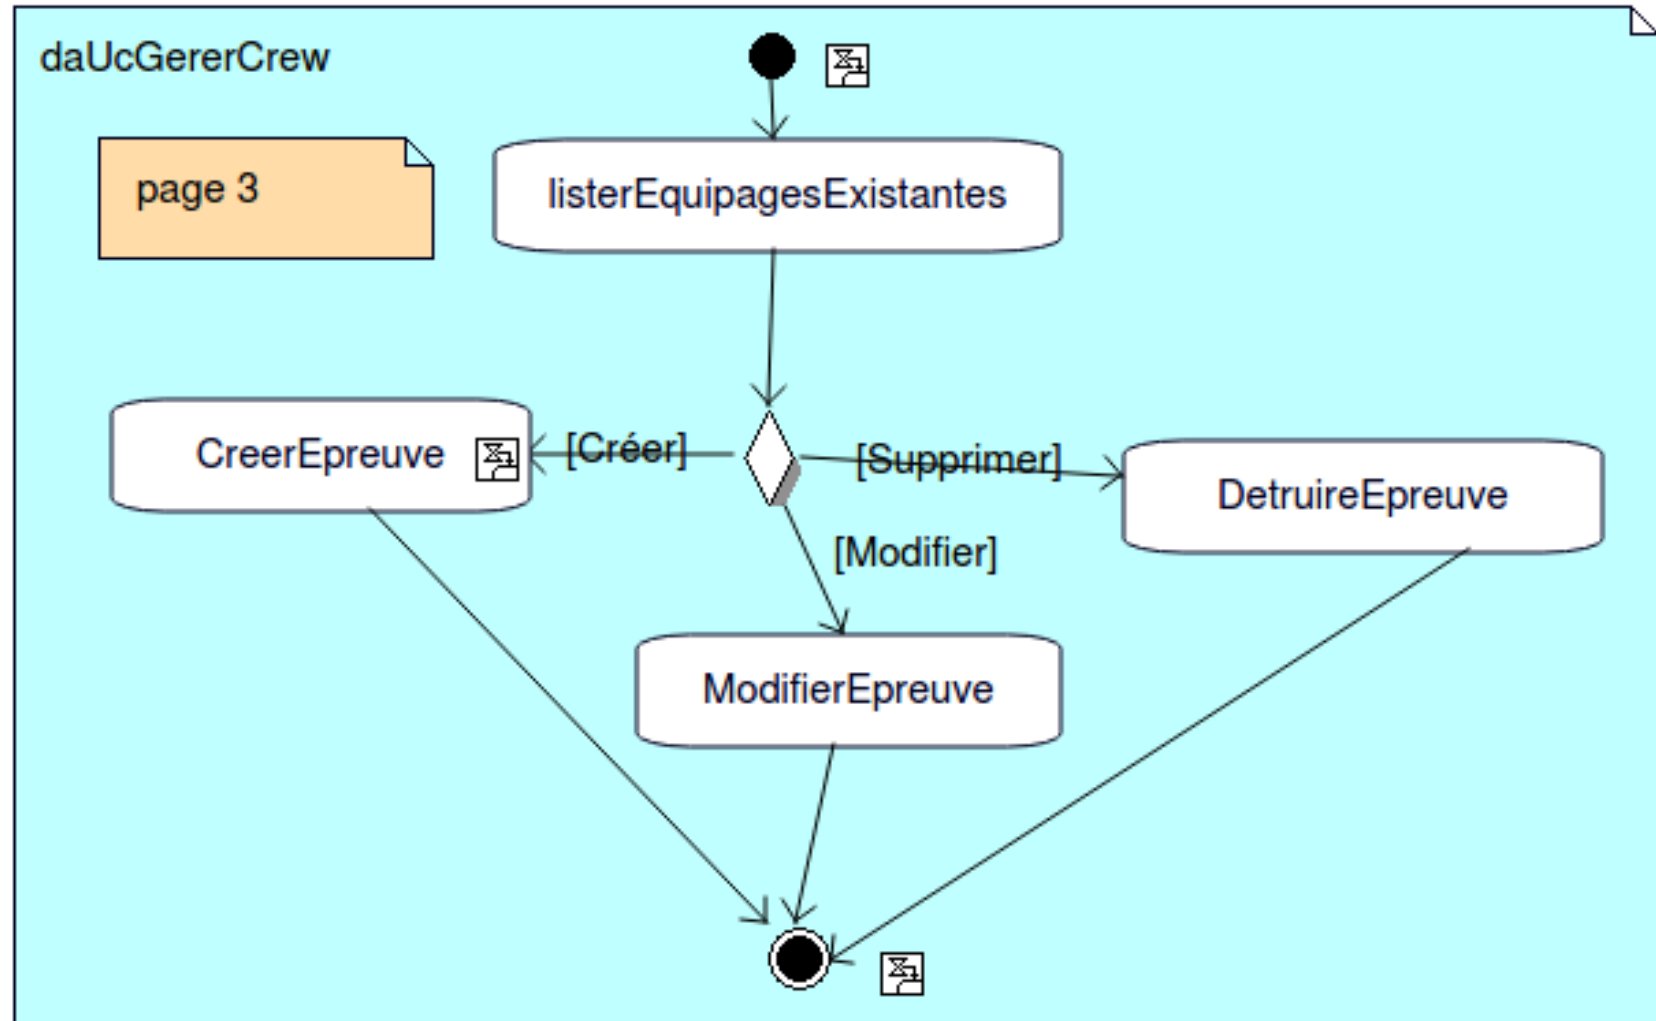 daUcGererCrew
page 3
listerEquipagesExistantes
CreerEpreuve
[Créer]
[Supprimer]
DetruireEpreuve
[Modifier]
ModifierEpreuve